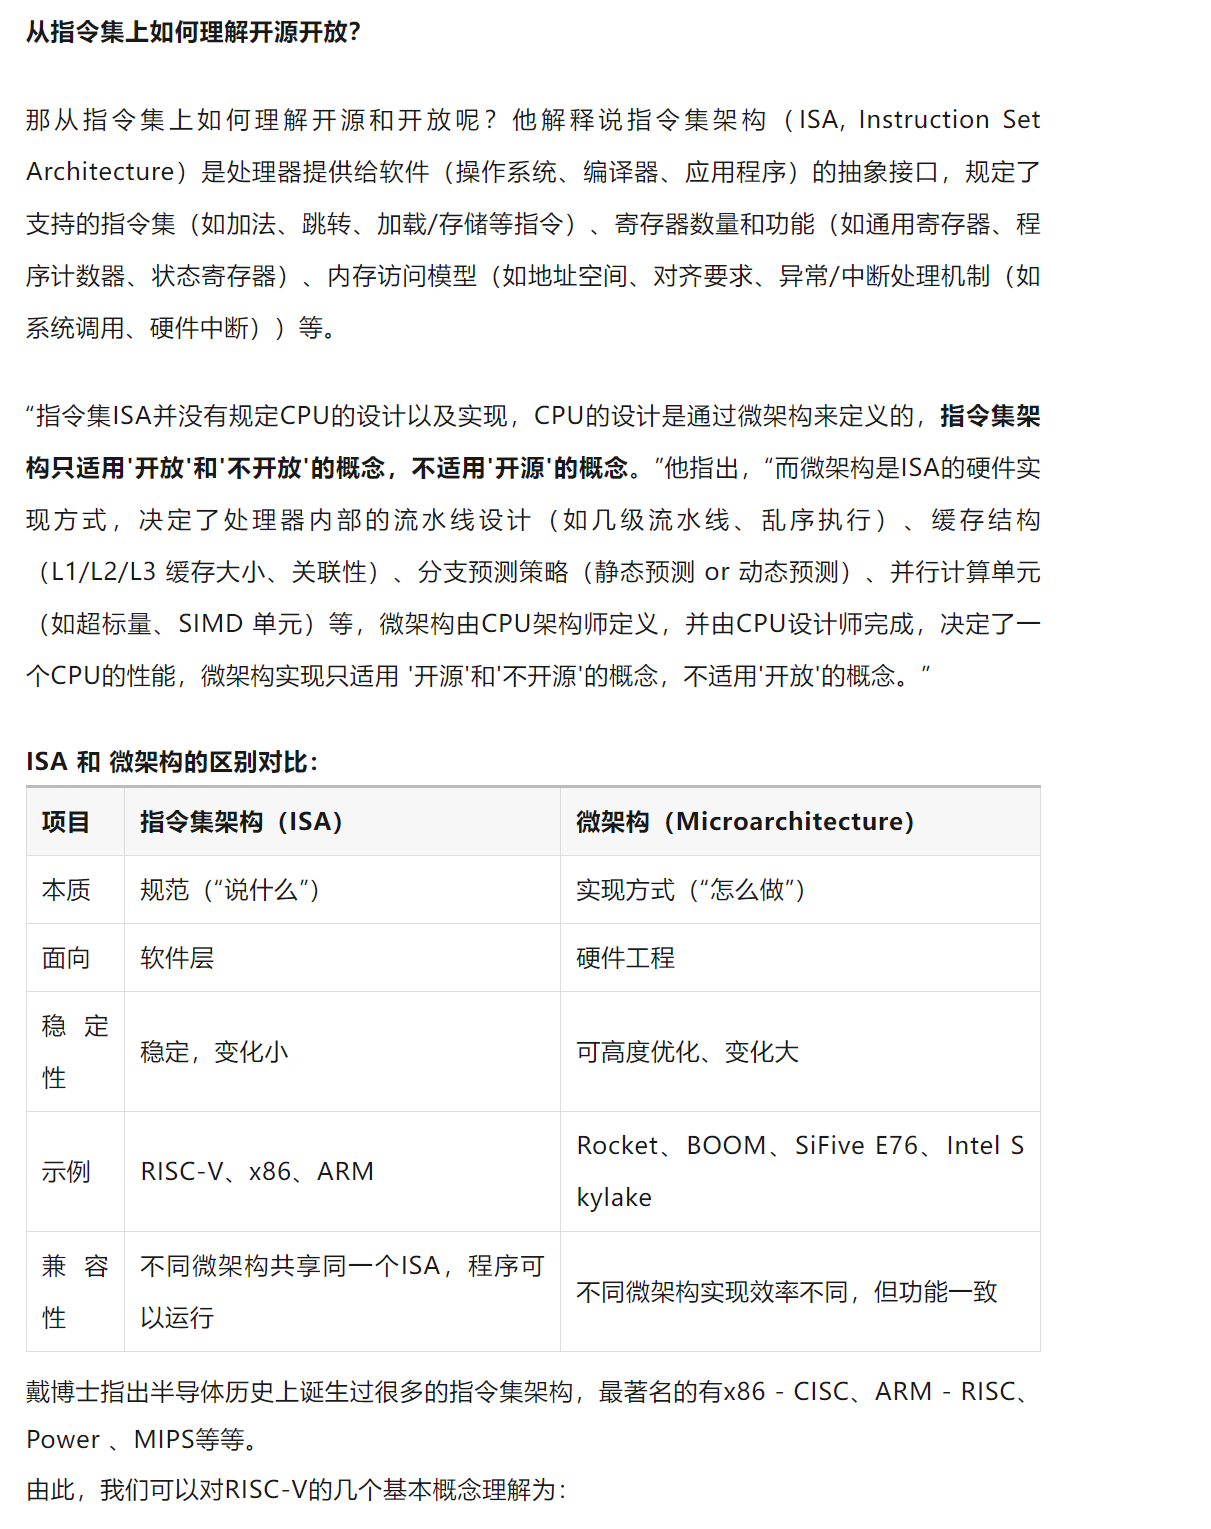 从指令集上如何理解开源开放？
那从指令集上如何理解开源和开放呢？他解释说指令集架构（ISA, Instruction Set
Architecture）是处理器提供给软件（操作系统、编译器、应用程序）的抽象接口，规定了
支持的指令集（如加法、跳转、加载/存储等指令）、寄存器数量和功能（如通用寄存器、程
序计数器、状态寄存器）、内存访问模型（如地址空间、对齐要求、异常/中断处理机制（如
系统调用、硬件中断））等。
“指令集ISA并没有规定CPU的设计以及实现，CPU的设计是通过微架构来定义的，指令集架
构只适用'开放'和'不开放'的概念，不适用'开源'的概念。”他指出，“而微架构是ISA的硬件实
现方式，决定了处理器内部的流水线设计（如几级流水线、乱序执行）、缓存结构
（L1/L2/L3 缓存大小、关联性）、分支预测策略（静态预测 or 动态预测）、并行计算单元
（如超标量、SIMD 单元）等，微架构由CPU架构师定义，并由CPU设计师完成，决定了一
个CPU的性能，微架构实现只适用 '开源'和'不开源'的概念，不适用'开放'的概念。”
ISA 和 微架构的区别对比：
项目 指令集架构（ISA） 微架构（Microarchitecture）
本质 规范（“说什么”） 实现方式（“怎么做”）
面向 软件层 硬件工程
稳定
性
稳定，变化小 可高度优化、变化大
示例 RISC-V、x86、ARM
Rocket、BOOM、SiFive E76、Intel S
kylake
兼容
性
不同微架构共享同一个ISA，程序可
以运行
不同微架构实现效率不同，但功能一致
戴博士指出半导体历史上诞生过很多的指令集架构，最著名的有x86 - CISC、ARM - RISC、
Power 、MIPS等等。
由此，我们可以对RISC-V的几个基本概念理解为：